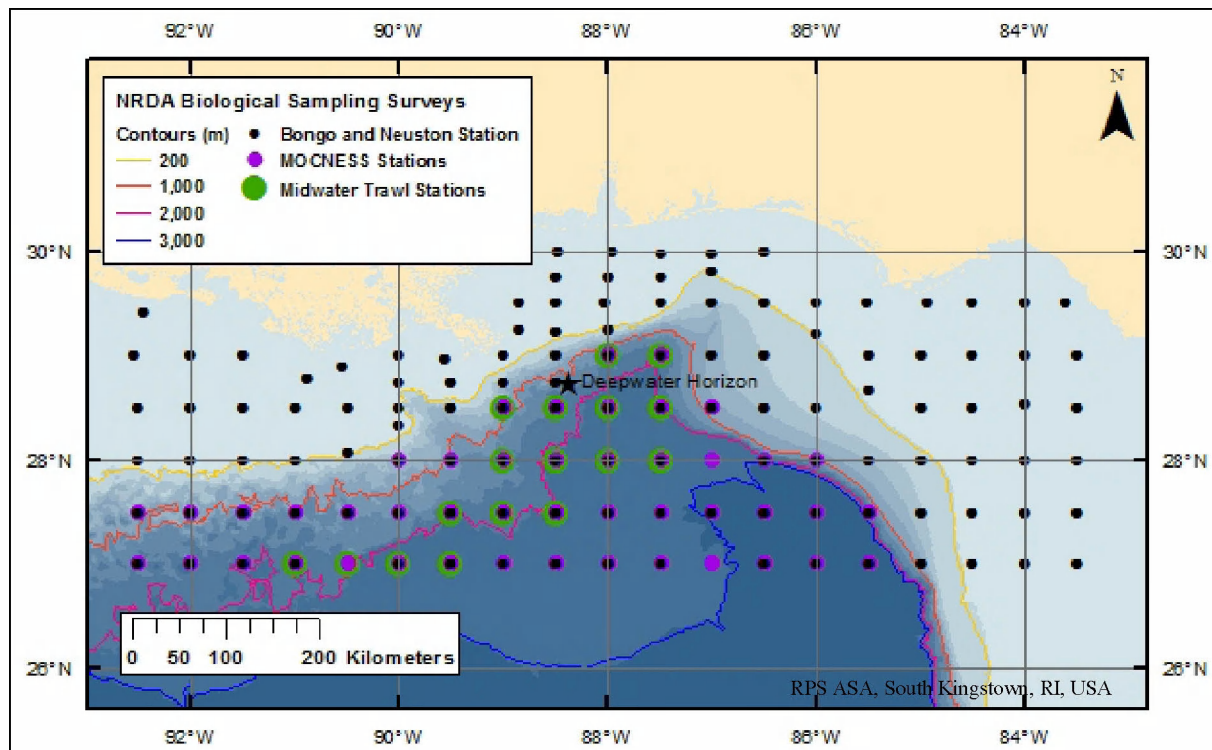 92°W 90°W 88°W 86°W 84°W
N
NRDA Biological Sampling Surveys
Contours (m)
200
1,000
2,000
3,000
Bongo and Neuston Station
MOCNESS Stations
Midwater Trawl Stations
30°N 30°N
Deepwater Horizon
28°N 28°N
0 50 100 200 Kilometers
26°N 26°N
RPS ASA, South Kingstown, RI, USA
92°W 90°W 88°W 86°W 84°W